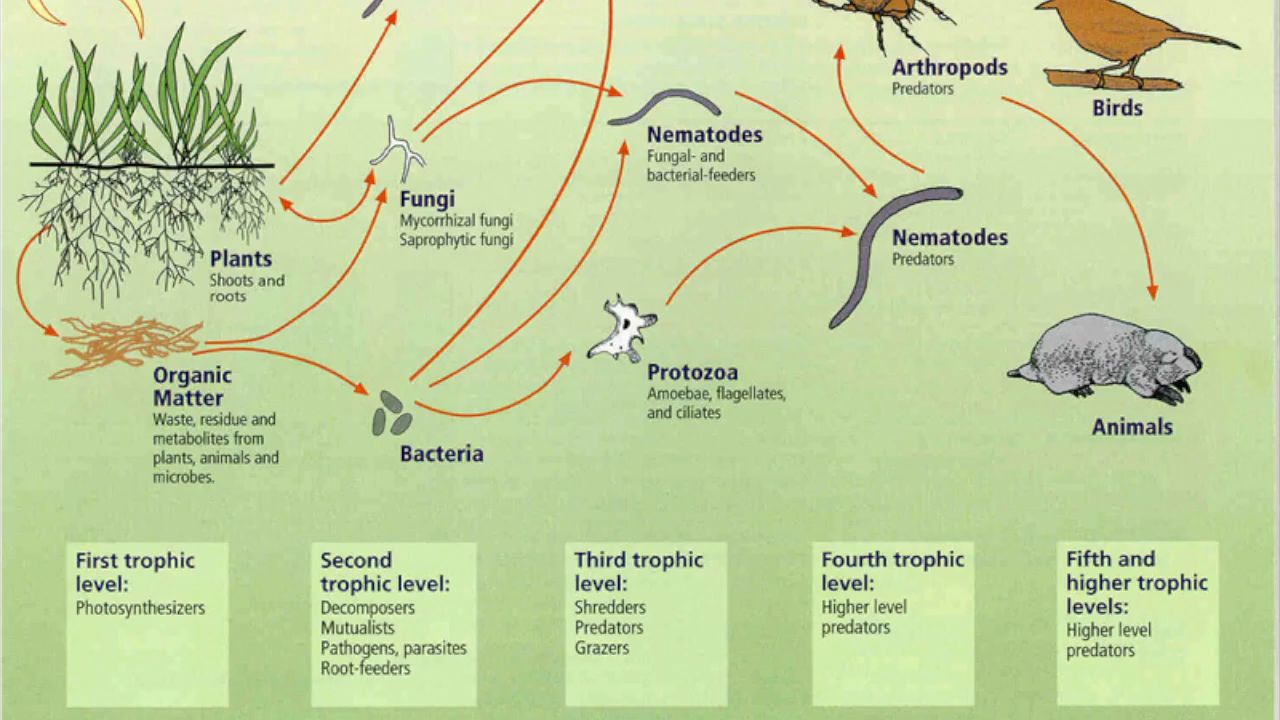 Arthropods
Predators
Birds
Nematodes
Fungal- and
bacterial-feeders
Fungi
Mycorrhizal fungi
Saprophytic fungi
Nematodes
Predators
Plants
Shoots and
roots
Organic
Matter
Waste, residue and
metabolites from
plants, animals and
microbes.
Bacteria
Protozoa
Amoebae, flagellates,
and ciliates
Animals
First trophic
level:
Photosynthesizers
Second
trophic level:
Decomposers
Mutualists
Pathogens, parasites
Root-feeders
Third trophic
level:
Shredders
Predators
Grazers
Fourth trophic
level:
Higher level
predators
Fifth and
higher trophic
levels:
Higher level
predators